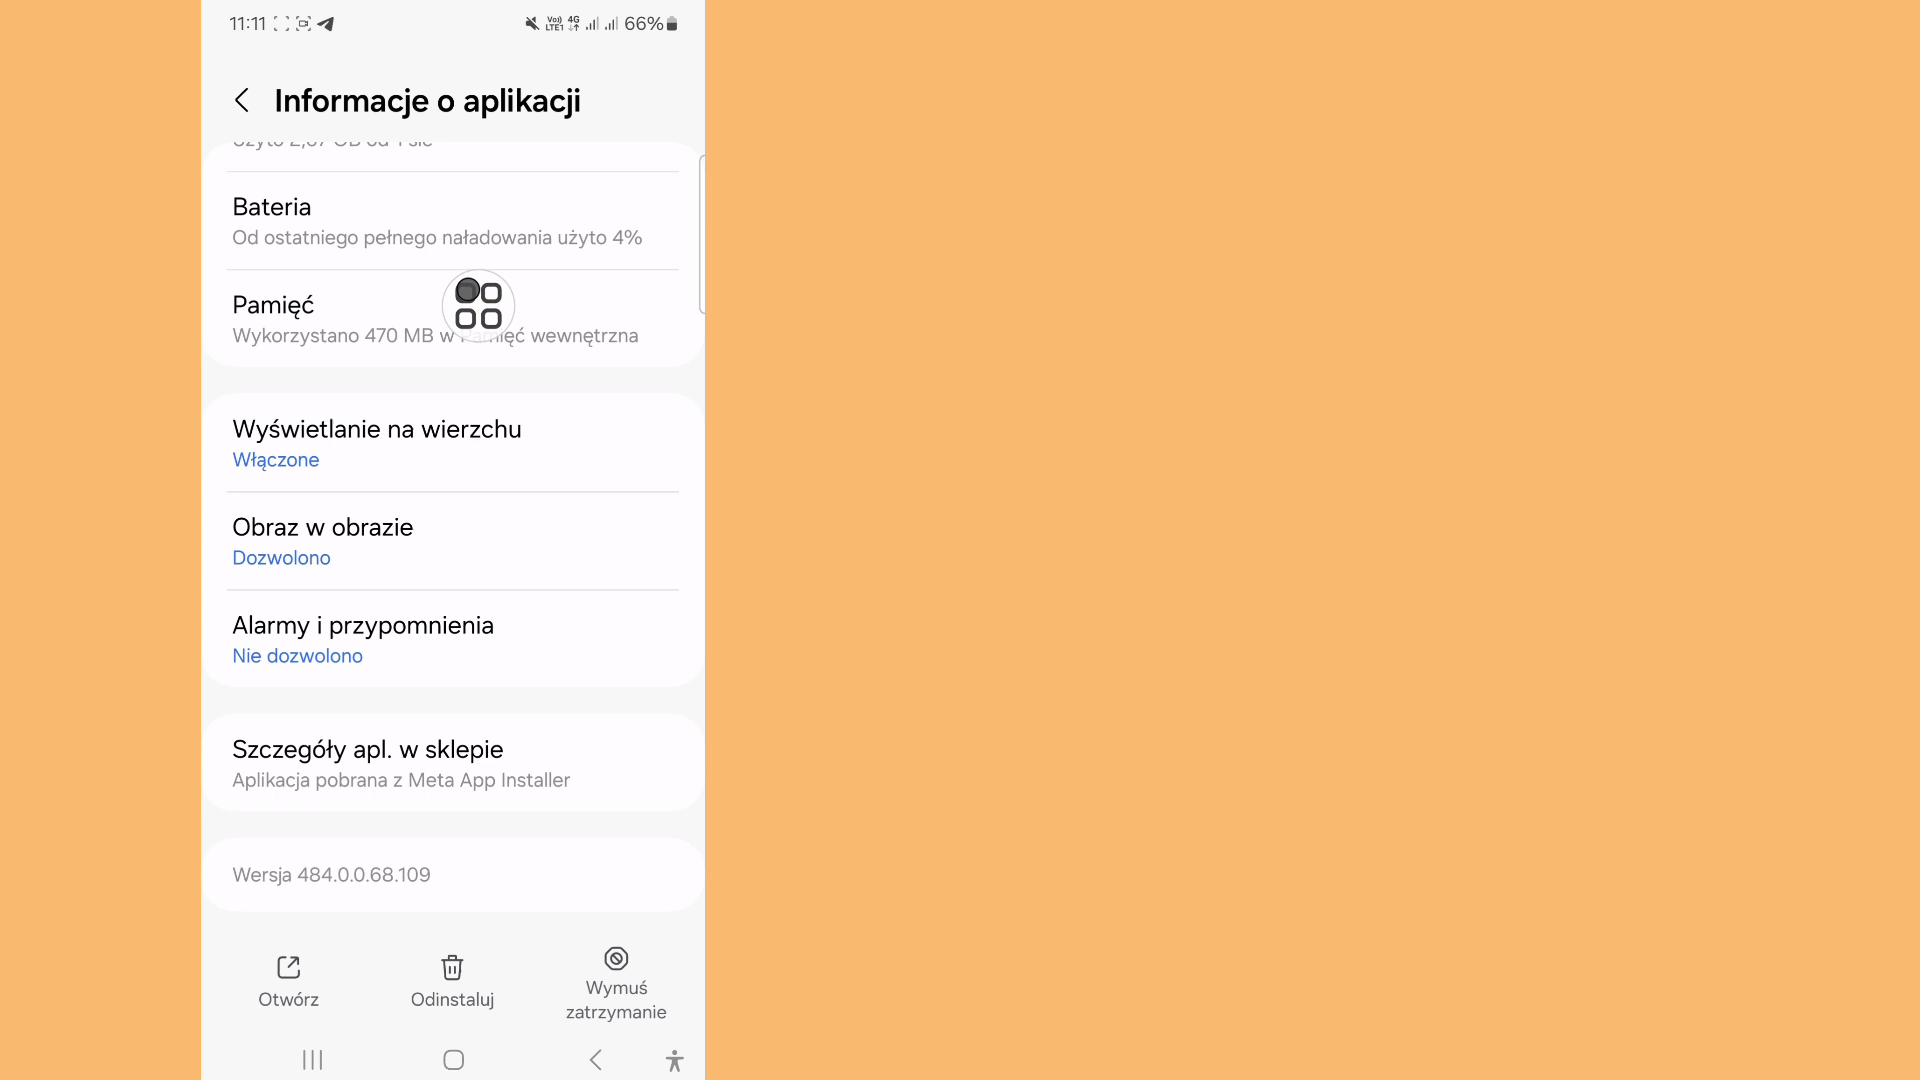 11:11 66%
Informacje o aplikacji
Bateria
Od ostatniego pełnego naładowania użyto 4%
Pamięć
Wykorzystano 470 MB w Pamięć wewnętrzna
Wyświetlanie na wierzchu
Włączone
Obraz w obrazie
Dozwolono
Alarmy i przypomnienia
Nie dozwolono
Szczegóły apl. w sklepie
Aplikacja pobrana z Meta App Installer
Wersja 484.0.0.68.109
Otwórz
Odinstaluj
Wymuś
zatrzymanie